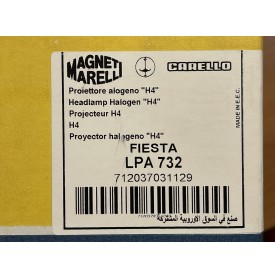 MAGNETI MARELLI CARELLO
Proiettore alogeno "H4"
Headlamp Halogen "H4"
Projecteur H4
H4
Proyector halogeno "H4"
MADE IN E.E.C.
FIESTA
LPA 732
712037031129
صنع في السوق الاوروبية المشتركة